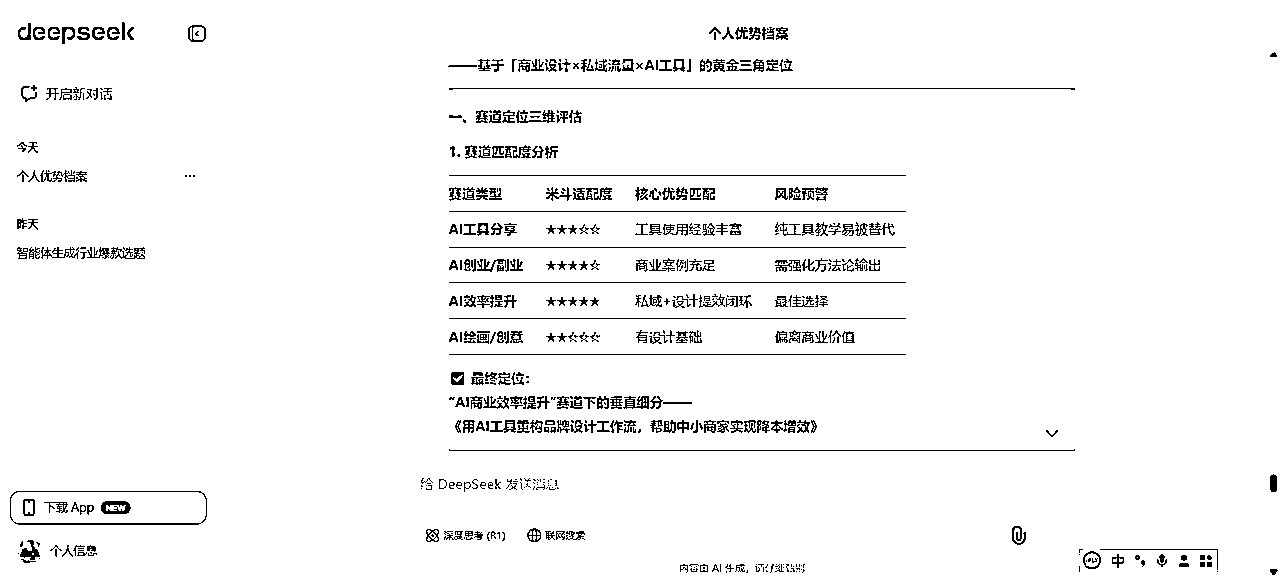 deepseek
开启新对话
今天
个人优势档案
...
昨天
智能体生成行业爆款选题
下载 App NEW
个人信息
个人优势档案
——基于「商业设计×私域流量×AI工具」的黄金三角定位
一、赛道定位三维评估
1. 赛道匹配度分析
赛道类型 米斗适配度 核心优势匹配 风险预警
AI工具分享 ★★★☆☆ 工具使用经验丰富 纯工具教学易被替代
AI创业/副业 ★★★★☆ 商业案例充足 需强化方法论输出
AI效率提升 ★★★★★ 私域+设计提效闭环 最佳选择
AI绘画/创意 ★★☆☆☆ 有设计基础 偏离商业价值
☑ 最终定位：
“AI商业效率提升”赛道下的垂直细分——
《用AI工具重构品牌设计工作流，帮助中小商家实现降本增效》
给 DeepSeek 发送消息
深度思考 (R1) 联网搜索
内容由 AI 生成，请仔细甄别
中